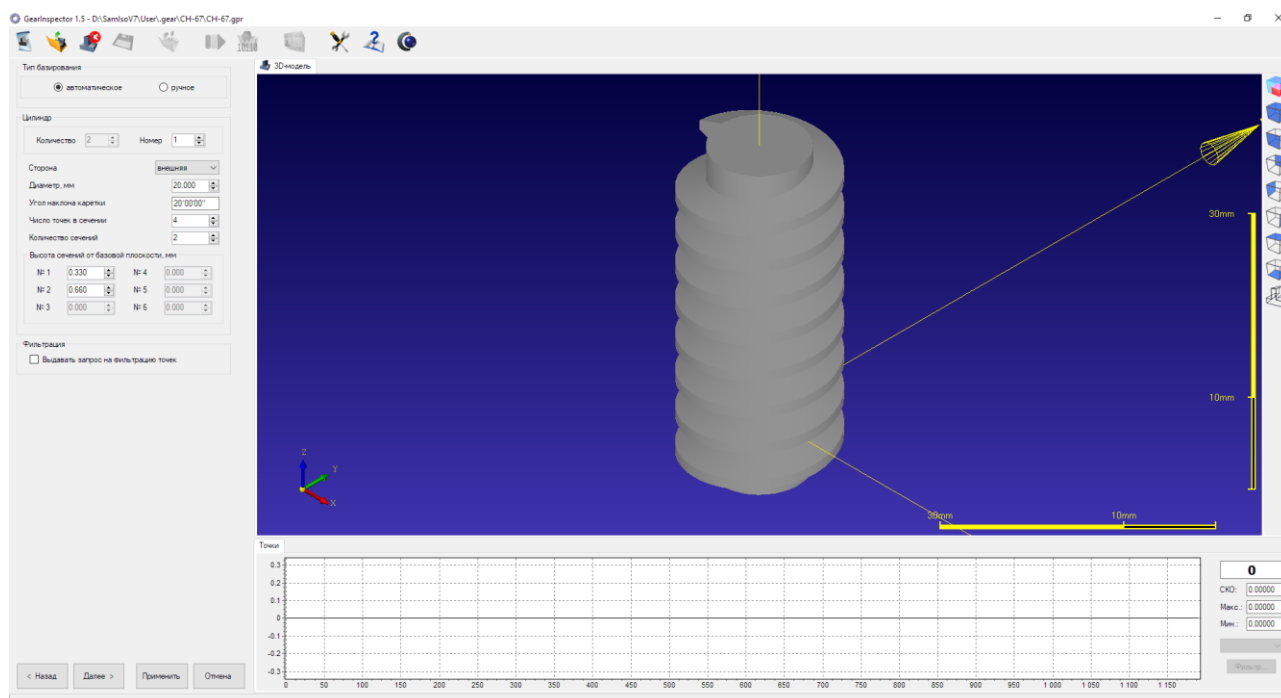 GearInspector 1.5 - D:\SamIsoV7\User\.gear\CH-67\CH-67.gpr
Тип базирования
автоматическое ручное
Цилиндр
Количество 2 Номер 1
Сторона внешняя
Диаметр, мм 20.000
Угол наклона каретки 20°00'00"
Число точек в сечении 4
Количество сечений 2
Высота сечений от базовой плоскости, мм
№ 1 0.330 № 4 0.000
№ 2 0.660 № 5 0.000
№ 3 0.000 № 6 0.000
Фильтрация
Выдавать запрос на фильтрацию точек
< Назад Далее > Применить Отмена
3D-модель
30mm
10mm
Z
Y
X
30mm 10mm
Точки
0.3
0.2
0.1
0
-0.1
-0.2
-0.3
0 50 100 150 200 250 300 350 400 450 500 550 600 650 700 750 800 850 900 950 1 000 1 050 1 100 1 150
0
СКО: 0.00000
Макс.: 0.00000
Мин.: 0.00000
Фильтр...